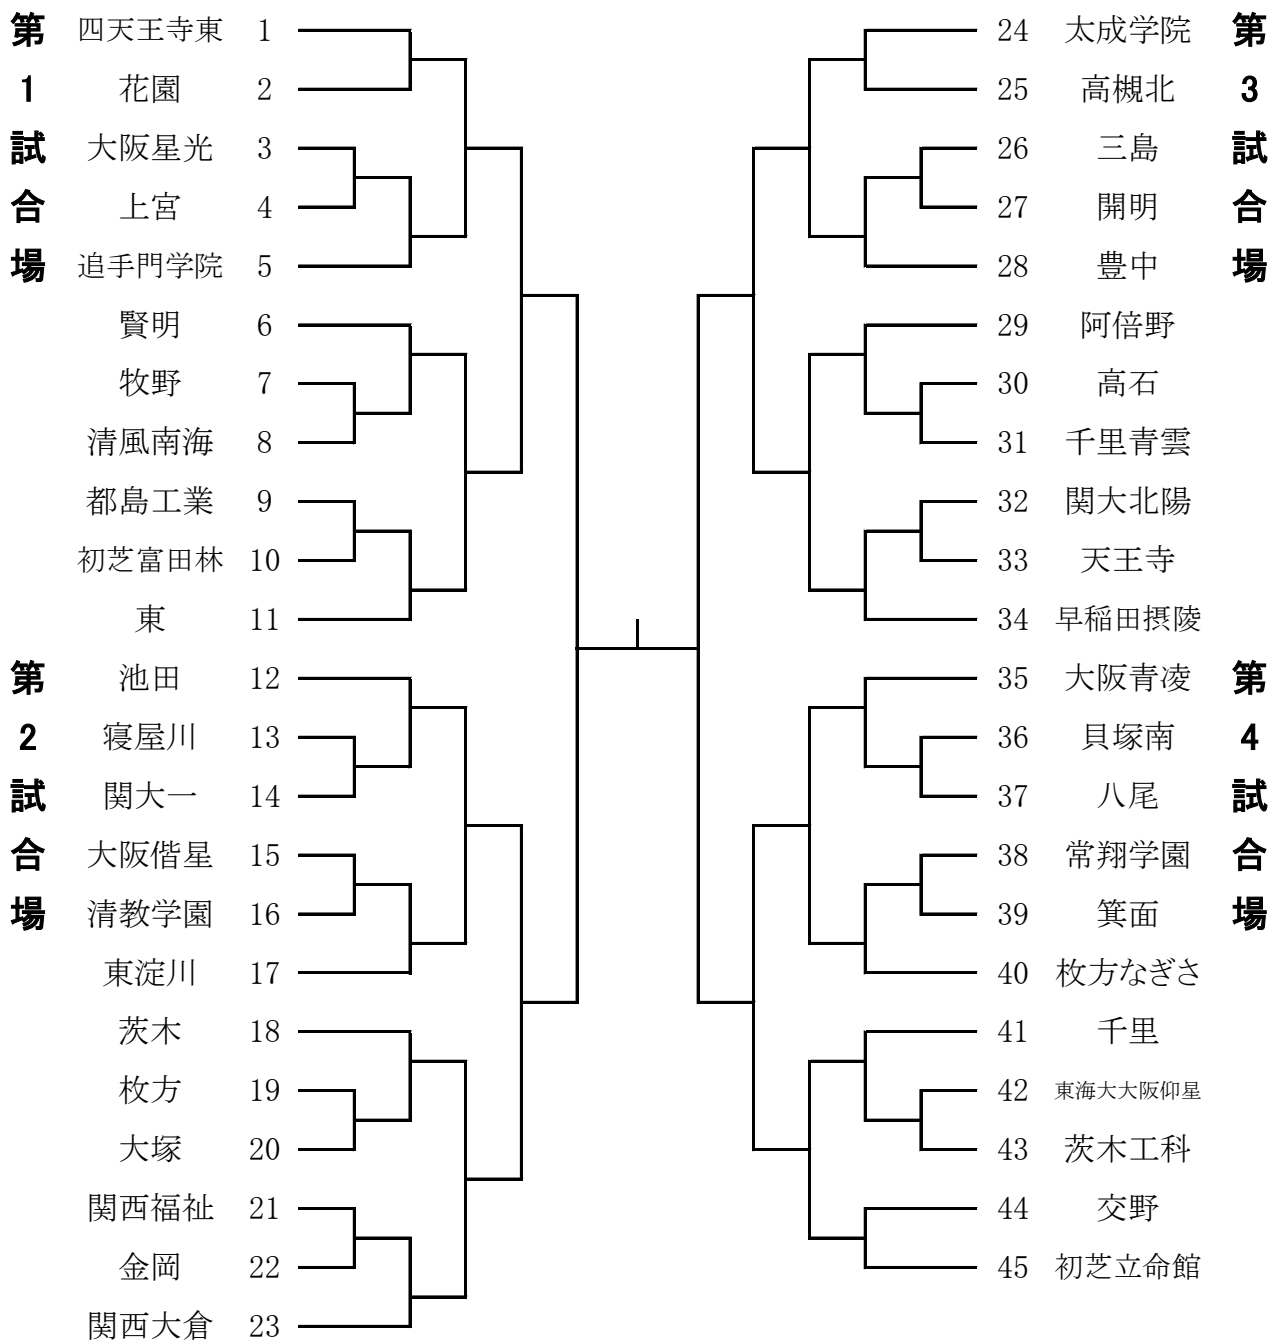 第1試合場
四天王寺東 1
花園 2
大阪星光 3
上宮 4
追手門学院 5
賢明 6
牧野 7
清風南海 8
都島工業 9
初芝富田林 10
東 11
第2試合場
池田 12
寝屋川 13
関大一 14
大阪偕星 15
清教学園 16
東淀川 17
茨木 18
枚方 19
大塚 20
関西福祉 21
金岡 22
関西大倉 23
第3試合場
24 太成学院
25 高槻北
26 三島
27 開明
28 豊中
29 阿倍野
30 高石
31 千里青雲
32 関大北陽
33 天王寺
34 早稲田摂陵
第4試合場
35 大阪青凌
36 貝塚南
37 八尾
38 常翔学園
39 箕面
40 枚方なぎさ
41 千里
42 東海大大阪仰星
43 茨木工科
44 交野
45 初芝立命館